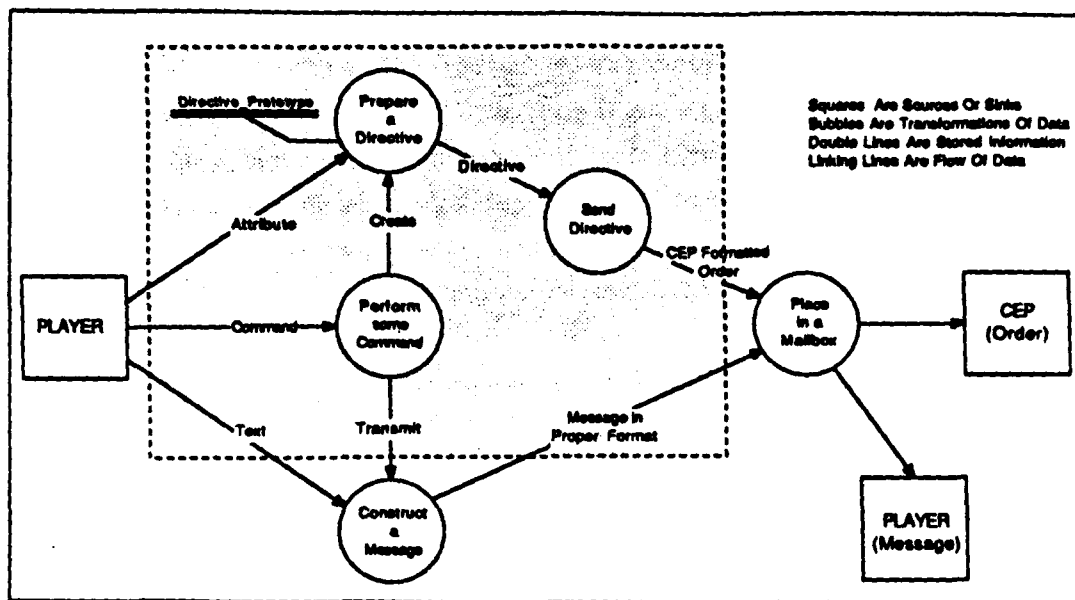 Directive Prototype
Prepare
a
Directive
Squares Are Sources Or Sinks
Bubbles Are Transformations Of Data
Double Lines Are Stored Information
Linking Lines Are Flow Of Data
Directive
Attribute
Create
Send
Directive
CEP Formatted
Order
PLAYER
Command
Perform
some
Command
Place
in a
Mailbox
CEP
(Order)
Text
Transmit
Message in
Proper Format
Construct
a
Message
PLAYER
(Message)